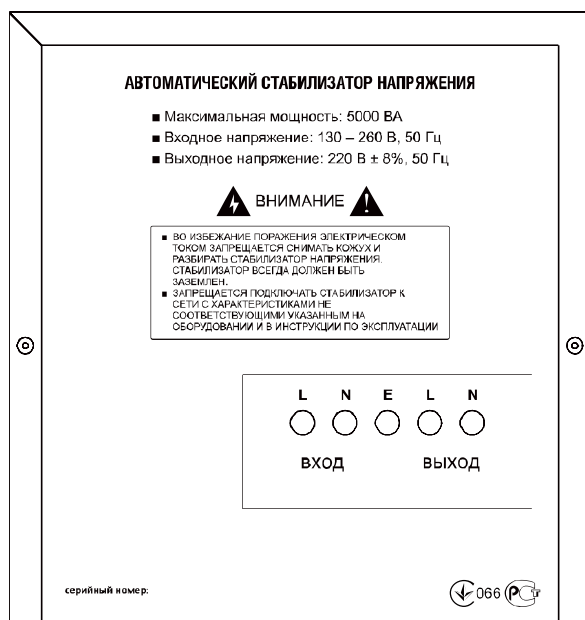 АВТОМАТИЧЕСКИЙ СТАБИЛИЗАТОР НАПРЯЖЕНИЯ
■ Максимальная мощность: 5000 ВА
■ Входное напряжение: 130 – 260 В, 50 Гц
■ Выходное напряжение: 220 В ± 8%, 50 Гц
ВНИМАНИЕ
■ ВО ИЗБЕЖАНИЕ ПОРАЖЕНИЯ ЭЛЕКТРИЧЕСКОМ
ТОКОМ ЗАПРЕЩАЕТСЯ СНИМАТЬ КОЖУХ И
РАЗБИРАТЬ СТАБИЛИЗАТОР НАПРЯЖЕНИЯ.
СТАБИЛИЗАТОР ВСЕГДА ДОЛЖЕН БЫТЬ
ЗАЗЕМЛЕН.
■ ЗАПРЕЩАЕТСЯ ПОДКЛЮЧАТЬ СТАБИЛИЗАТОР К
СЕТИ С ХАРАКТЕРИСТИКАМИ НЕ
СООТВЕТСТВУЮЩИМИ УКАЗАННЫМ НА
ОБОРУДОВАНИИ И В ИНСТРУКЦИИ ПО ЭКСПЛУАТАЦИИ
L N E L N
ВХОД ВЫХОД
серийный номер:
066 РСТ